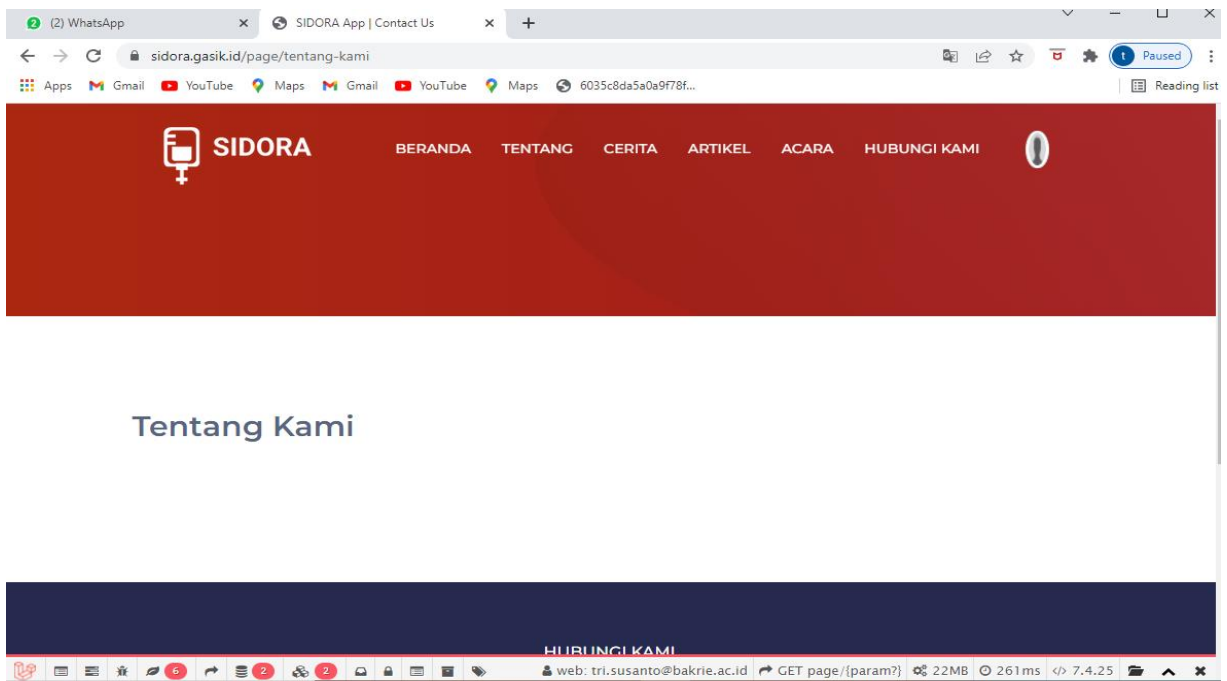 2 (2) WhatsApp SIDORA App | Contact Us
sidora.gasik.id/page/tentang-kami t Paused
Apps Gmail YouTube Maps Gmail YouTube Maps 6035c8da5a0a9f78f... Reading list
SIDORA BERANDA TENTANG CERITA ARTIKEL ACARA HUBUNGI KAMI
Tentang Kami
HUBUNGI KAMI
6 2 2 web: tri.susanto@bakrie.ac.id GET page/{param?} 22MB 261ms 7.4.25